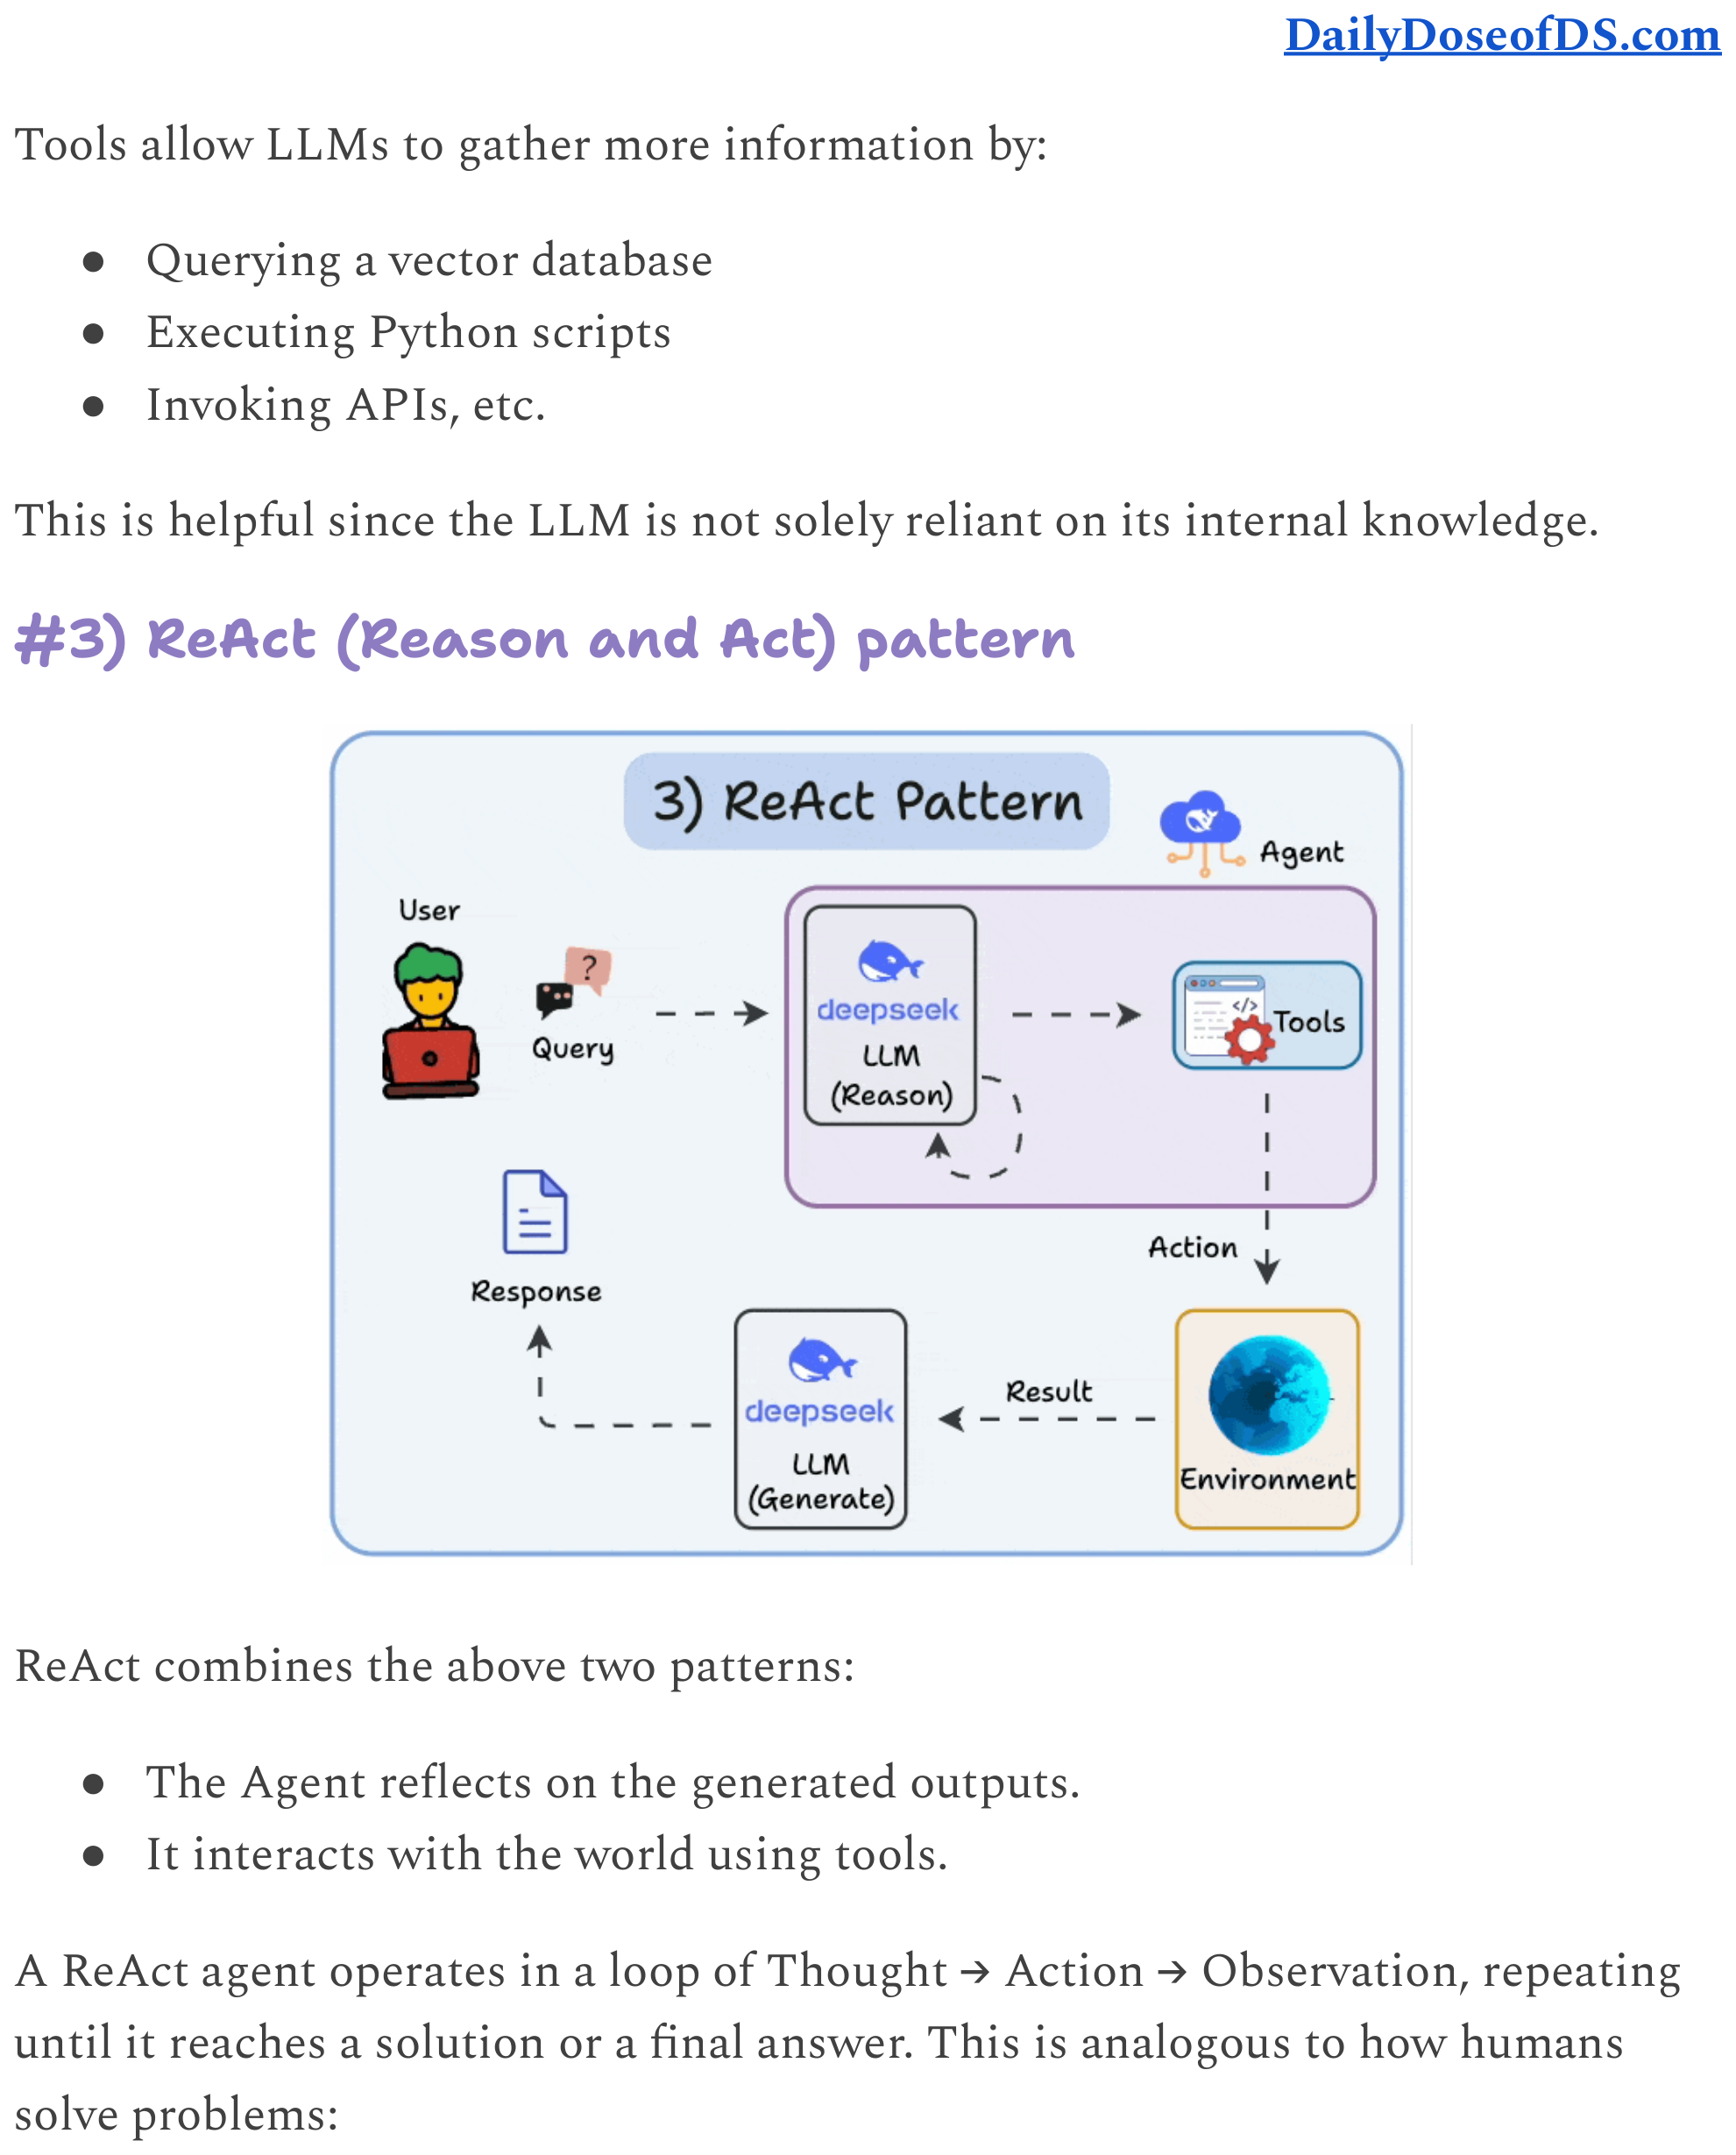 DailyDoseofDS.com
Tools allow LLMs to gather more information by:
● Querying a vector database
● Executing Python scripts
● Invoking APIs, etc.
This is helpful since the LLM is not solely reliant on its internal knowledge.
#3) ReAct (Reason and Act) pattern
3) ReAct Pattern
Agent
User
?
Query
deepseek
LLM
(Reason)
</>
Tools
Action
Response
deepseek
LLM
(Generate)
Result
Environment
ReAct combines the above two patterns:
● The Agent reflects on the generated outputs.
● It interacts with the world using tools.
A ReAct agent operates in a loop of Thought → Action → Observation, repeating
until it reaches a solution or a final answer. This is analogous to how humans
solve problems: